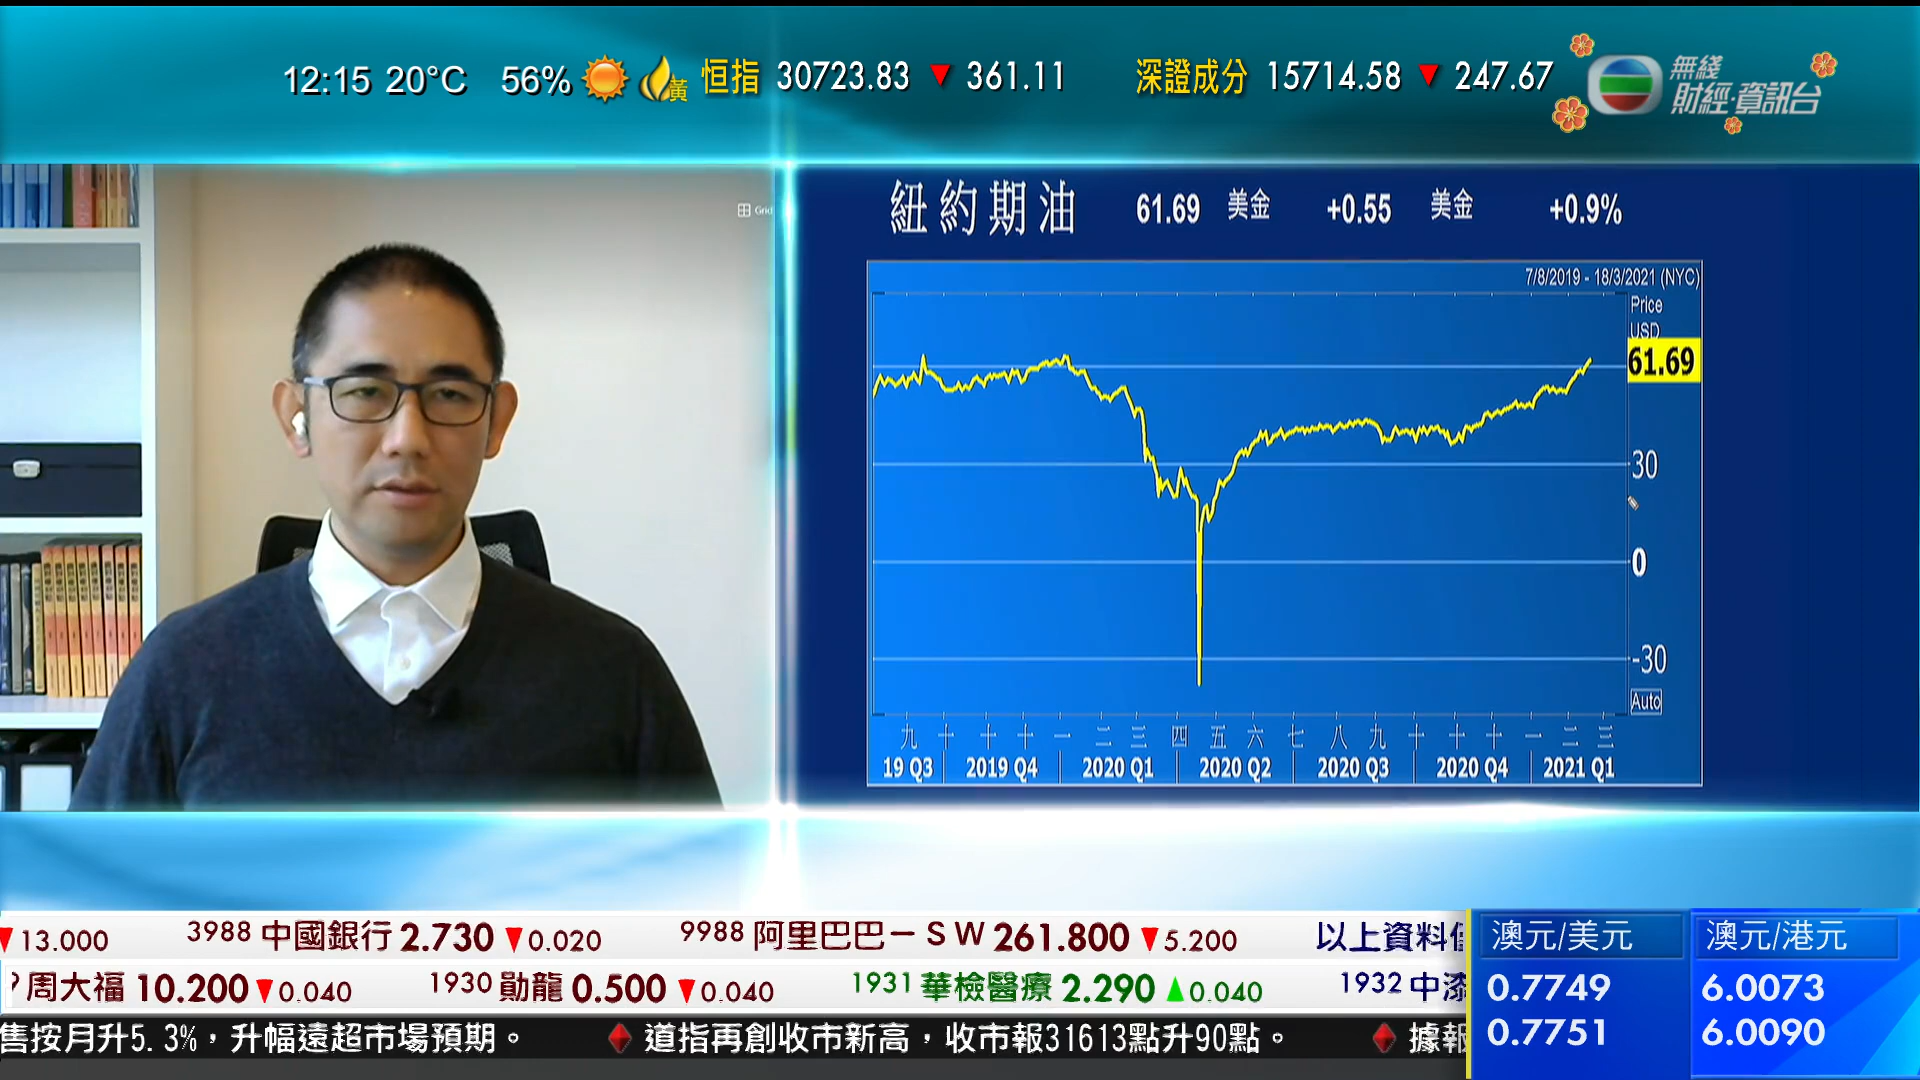 12:15 20°C 56% 黃 恒指 30723.83 ▼ 361.11 深證成分 15714.58 ▼ 247.67
無綫
財經·資訊台
Grid
紐約期油 61.69 美金 +0.55 美金 +0.9%
7/8/2019 - 18/3/2021 (NYC)
Price
USD
61.69
30
0
-30
Auto
九 十 十 十 一 二 三 四 五 六 七 八 九 十 十 十 一 二 三
19 Q3 2019 Q4 2020 Q1 2020 Q2 2020 Q3 2020 Q4 2021 Q1
▼13.000 3988 中國銀行 2.730 ▼0.020 9988 阿里巴巴－ＳＷ 261.800 ▼5.200 以上資料
周大福 10.200 ▼0.040 1930 勛龍 0.500 ▼0.040 1931 華檢醫療 2.290 ▲0.040 1932 中漆
售按月升5.3%，升幅遠超市場預期。 道指再創收市新高，收市報31613點升90點。 據報
澳元/美元 澳元/港元
0.7749 6.0073
0.7751 6.0090